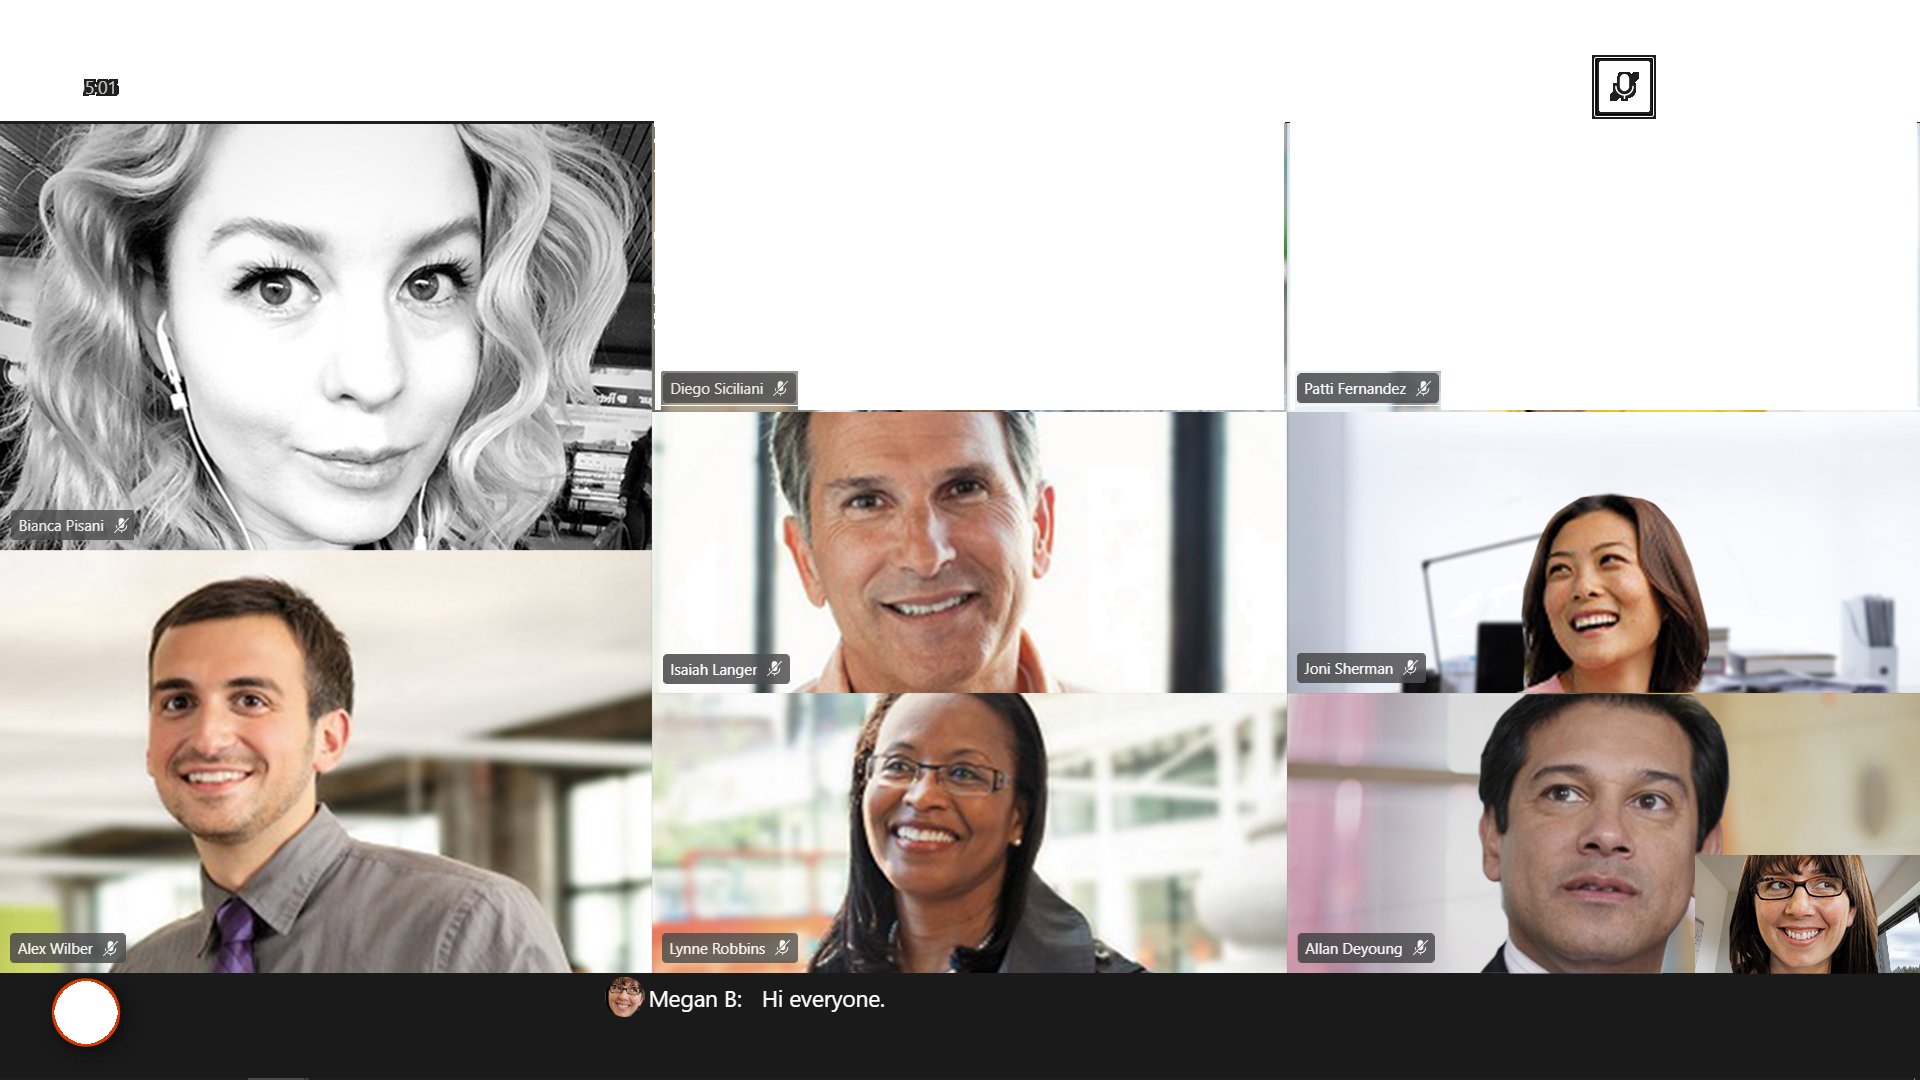 5:01
Diego Siciliani
Patti Fernandez
Bianca Pisani
Isaiah Langer
Joni Sherman
Alex Wilber
Lynne Robbins
Allan Deyoung
Megan B: Hi everyone.